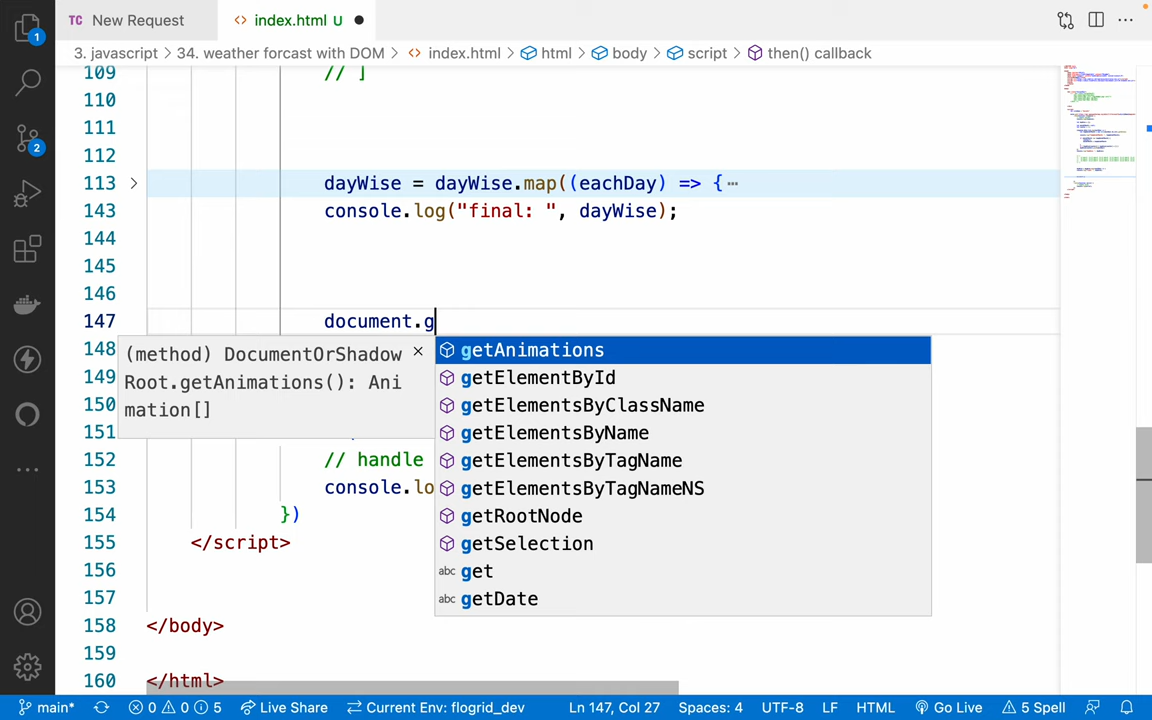 TC New Request
<> index.html U
3. javascript > 34. weather forcast with DOM > <> index.html > html > body > script > then() callback
109 // ]
110
111
112
113 dayWise = dayWise.map((eachDay) => {…
143 console.log("final: ", dayWise);
144
145
146
147 document.g
148
149
150
151
152 // handle
153 console.lo
154 })
155 </script>
156
157
158 </body>
159
160 </html>
(method) DocumentOrShadow
Root.getAnimations(): Ani
mation[]
getAnimations
getElementById
getElementsByClassName
getElementsByName
getElementsByTagName
getElementsByTagNameNS
getRootNode
getSelection
abc get
abc getDate
1
2
main* 0 0 5 Live Share Current Env: flogrid_dev Ln 147, Col 27 Spaces: 4 UTF-8 LF HTML Go Live 5 Spell